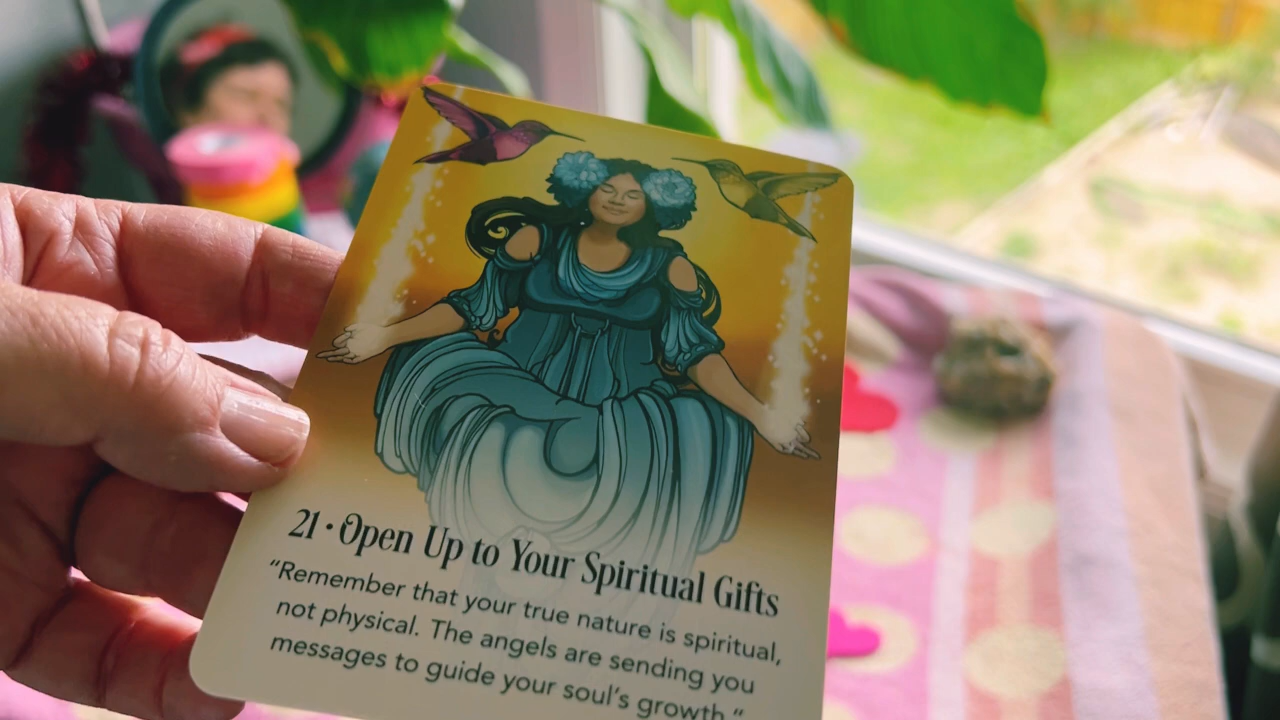 21 • Open Up to Your Spiritual Gifts
“Remember that your true nature is spiritual,
not physical. The angels are sending you
messages to guide your soul’s growth.“